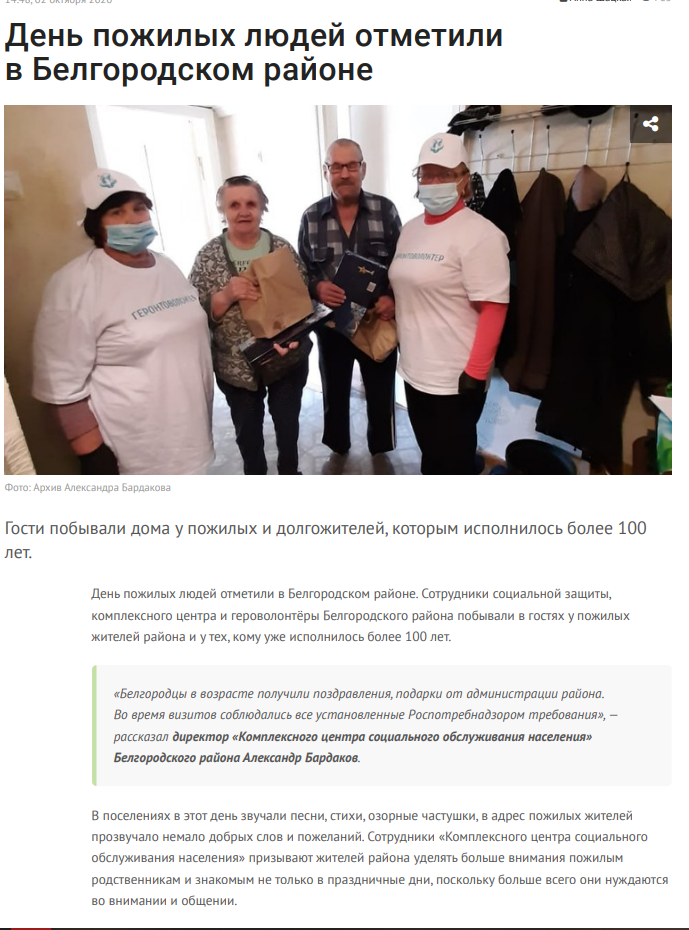 14:48, 02 октября 2020
День пожилых людей отметили
в Белгородском районе
ГЕРОНТОВОЛОНТЕР
Фото: Архив Александра Бардакова
Гости побывали дома у пожилых и долгожителей, которым исполнилось более 100
лет.
День пожилых людей отметили в Белгородском районе. Сотрудники социальной защиты,
комплексного центра и героволонтёры Белгородского района побывали в гостях у пожилых
жителей района и у тех, кому уже исполнилось более 100 лет.
«Белгородцы в возрасте получили поздравления, подарки от администрации района.
Во время визитов соблюдались все установленные Роспотребнадзором требования», —
рассказал директор «Комплексного центра социального обслуживания населения»
Белгородского района Александр Бардаков.
В поселениях в этот день звучали песни, стихи, озорные частушки, в адрес пожилых жителей
прозвучало немало добрых слов и пожеланий. Сотрудники «Комплексного центра социального
обслуживания населения» призывают жителей района уделять больше внимания пожилым
родственникам и знакомым не только в праздничные дни, поскольку больше всего они нуждаются
во внимании и общении.